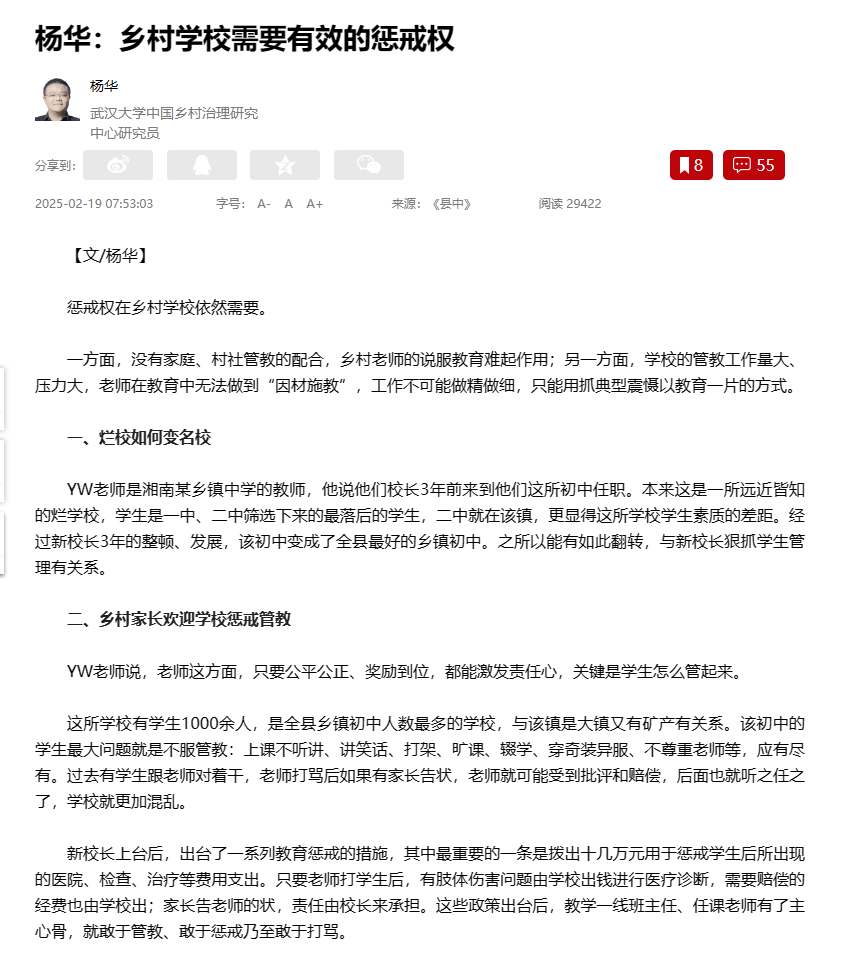 杨华：乡村学校需要有效的惩戒权
杨华
武汉大学中国乡村治理研究
中心研究员
分享到：
8
55
2025-02-19 07:53:03 字号： A- A A+ 来源：《县中》 阅读 29422
【文/杨华】
惩戒权在乡村学校依然需要。
一方面，没有家庭、村社管教的配合，乡村老师的说服教育难起作用；另一方面，学校的管教工作量大、
压力大，老师在教育中无法做到“因材施教”，工作不可能做精做细，只能用抓典型震慑以教育一片的方式。
一、烂校如何变名校
YW老师是湘南某乡镇中学的教师，他说他们校长3年前来到他们这所初中任职。本来这是一所远近皆知
的烂学校，学生是一中、二中筛选下来的最落后的学生，二中就在该镇，更显得这所学校学生素质的差距。经
过新校长3年的整顿、发展，该初中变成了全县最好的乡镇初中。之所以能有如此翻转，与新校长狠抓学生管
理有关系。
二、乡村家长欢迎学校惩戒管教
YW老师说，老师这方面，只要公平公正、奖励到位，都能激发责任心，关键是学生怎么管起来。
这所学校有学生1000余人，是全县乡镇初中人数最多的学校，与该镇是大镇又有矿产有关系。该初中的
学生最大问题就是不服管教：上课不听讲、讲笑话、打架、旷课、辍学、穿奇装异服、不尊重老师等，应有尽
有。过去有学生跟老师对着干，老师打骂后如果有家长告状，老师就可能受到批评和赔偿，后面也就听之任之
了，学校就更加混乱。
新校长上台后，出台了一系列教育惩戒的措施，其中最重要的一条是拨出十几万元用于惩戒学生后所出现
的医院、检查、治疗等费用支出。只要老师打学生后，有肢体伤害问题由学校出钱进行医疗诊断，需要赔偿的
经费也由学校出；家长告老师的状，责任由校长来承担。这些政策出台后，教学一线班主任、任课老师有了主
心骨，就敢于管教、敢于惩戒乃至敢于打骂。